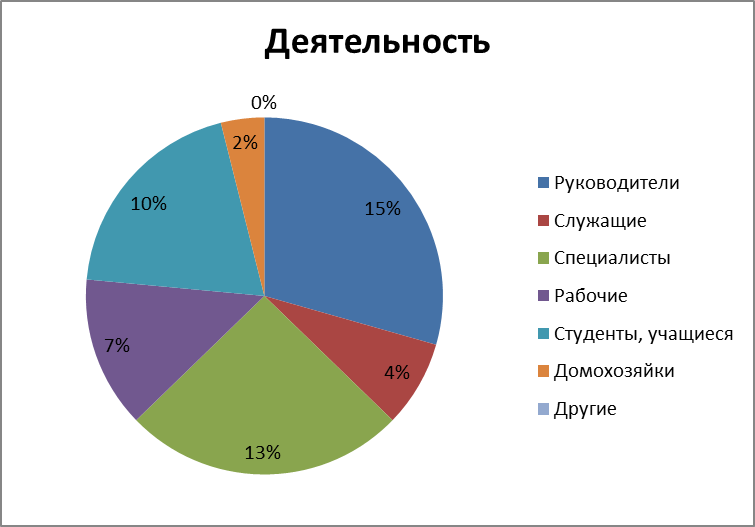 Деятельность
0%
2%
15%
10%
7%
4%
13%
Руководители
Служащие
Специалисты
Рабочие
Студенты, учащиеся
Домохозяйки
Другие